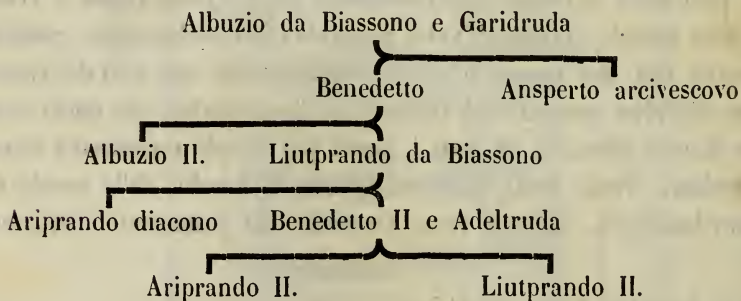 Albuzio da Biassono e Garidruda
Benedetto Ansperto arcivescovo
Albuzio II. Liutprando da Biassono
Ariprando diacono Benedetto II e Adeltruda
Ariprando II. Liutprando II.